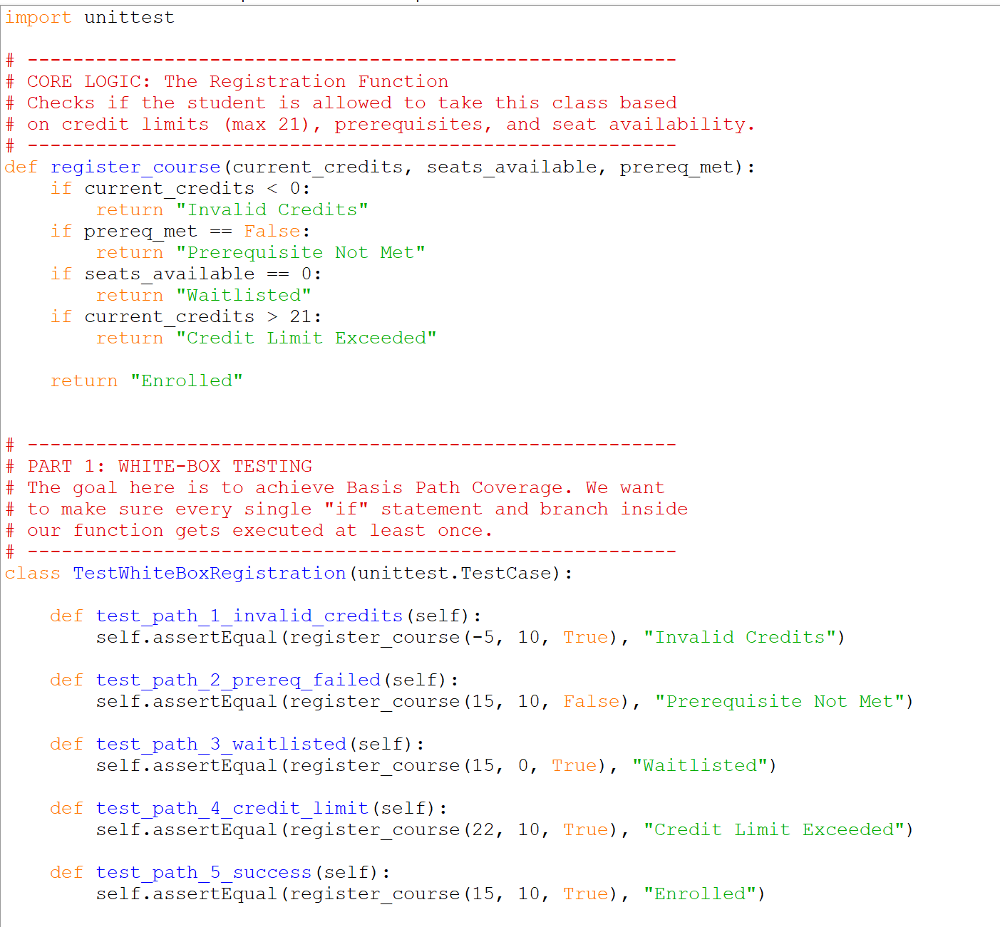 import unittest
# ---------------------------------------------------------
# CORE LOGIC: The Registration Function
# Checks if the student is allowed to take this class based
# on credit limits (max 21), prerequisites, and seat availability.
# ---------------------------------------------------------
def register_course(current_credits, seats_available, prereq_met):
    if current_credits < 0:
        return "Invalid Credits"
    if prereq_met == False:
        return "Prerequisite Not Met"
    if seats_available == 0:
        return "Waitlisted"
    if current_credits > 21:
        return "Credit Limit Exceeded"
    return "Enrolled"
# ---------------------------------------------------------
# PART 1: WHITE-BOX TESTING
# The goal here is to achieve Basis Path Coverage. We want
# to make sure every single "if" statement and branch inside
# our function gets executed at least once.
# ---------------------------------------------------------
class TestWhiteBoxRegistration(unittest.TestCase):
    def test_path_1_invalid_credits(self):
        self.assertEqual(register_course(-5, 10, True), "Invalid Credits")
    def test_path_2_prereq_failed(self):
        self.assertEqual(register_course(15, 10, False), "Prerequisite Not Met")
    def test_path_3_waitlisted(self):
        self.assertEqual(register_course(15, 0, True), "Waitlisted")
    def test_path_4_credit_limit(self):
        self.assertEqual(register_course(22, 10, True), "Credit Limit Exceeded")
    def test_path_5_success(self):
        self.assertEqual(register_course(15, 10, True), "Enrolled")